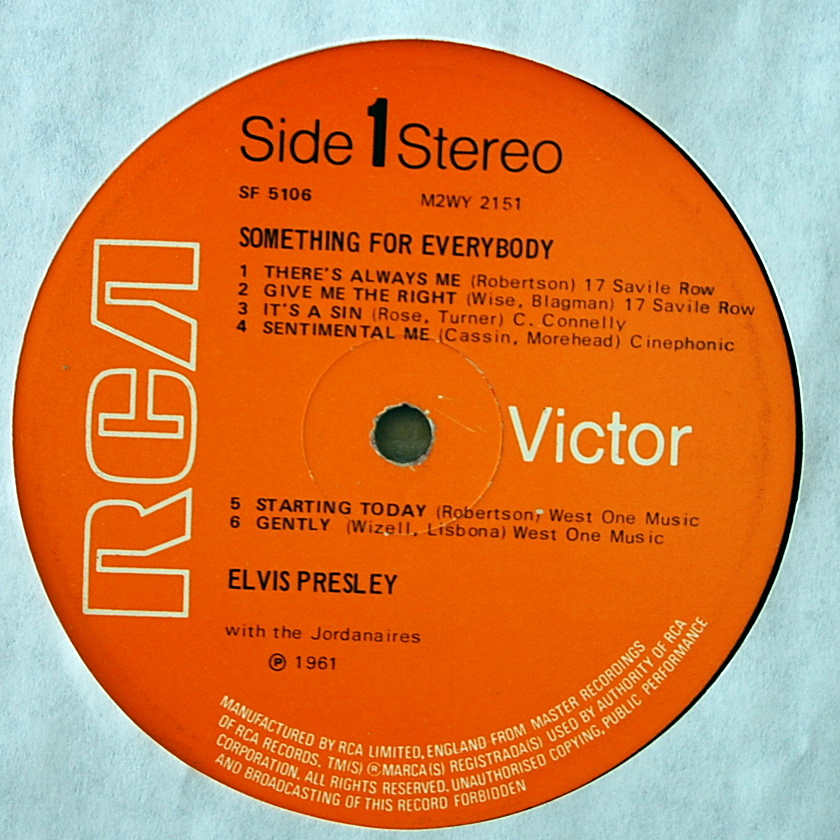 Side 1 Stereo
SF 5106 M2WY 2151
SOMETHING FOR EVERYBODY
1 THERE'S ALWAYS ME (Robertson) 17 Savile Row
2 GIVE ME THE RIGHT (Wise, Blagman) 17 Savile Row
3 IT'S A SIN (Rose, Turner) C. Connelly
4 SENTIMENTAL ME (Cassin, Morehead) Cinephonic
RCA
Victor
5 STARTING TODAY (Robertson) West One Music
6 GENTLY (Wizell, Lisbona) West One Music
ELVIS PRESLEY
with the Jordanaires
℗ 1961
MANUFACTURED BY RCA LIMITED, ENGLAND FROM MASTER RECORDINGS
OF RCA RECORDS. TM(S) ® MARCA(S) REGISTRADA(S) USED BY AUTHORITY OF RCA
CORPORATION. ALL RIGHTS RESERVED. UNAUTHORISED COPYING, PUBLIC PERFORMANCE
AND BROADCASTING OF THIS RECORD FORBIDDEN